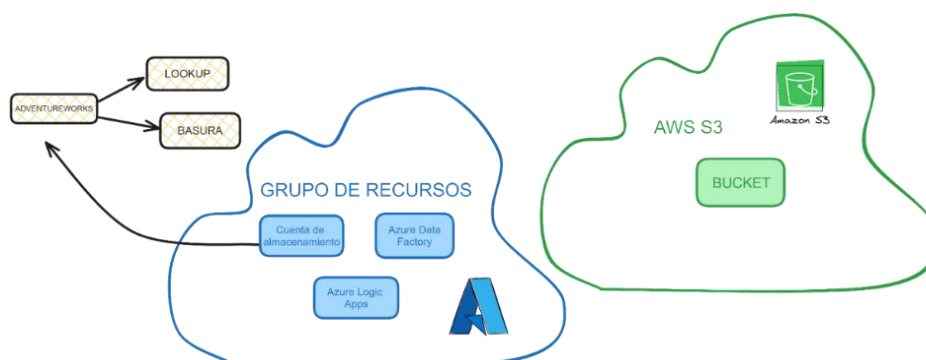 LOOKUP
ADVENTUREWORKS
BASURA
GRUPO DE RECURSOS
Cuenta de
almacenamiento
Azure Data
Factory
Azure Logic
Apps
Amazon S3
AWS S3
BUCKET